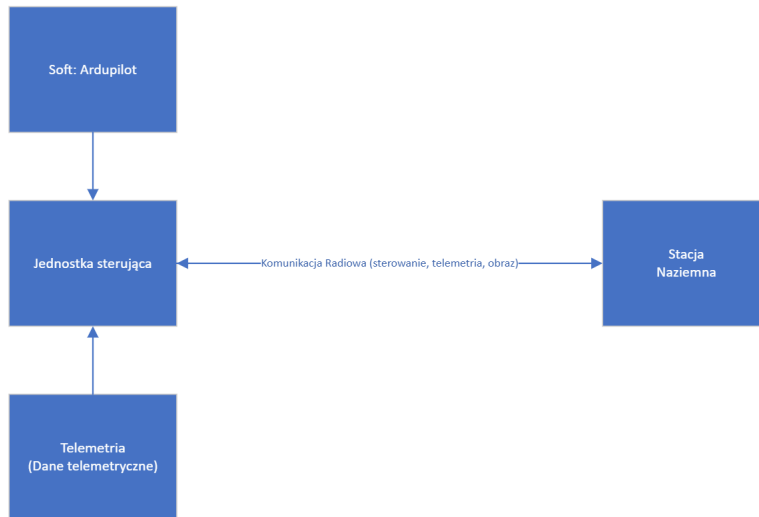 Soft: Ardupilot
Jednostka sterująca
Komunikacja Radiowa (sterowanie, telemetria, obraz)
Stacja
Naziemna
Telemetria
(Dane telemetryczne)